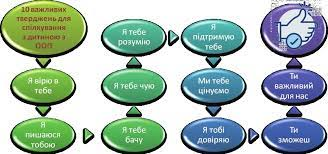 10 важливих
тверджень для
спілкування
з дитиною з
ООП
Я вірю в
тебе
Я
пишаюся
тобою
Я тебе
бачу
Я тебе чую
Я тебе
розумію
Я
підтримую
тебе
Ми тебе
цінуємо
Я тобі
довіряю
Ти
зможеш
Ти
важливий
для нас